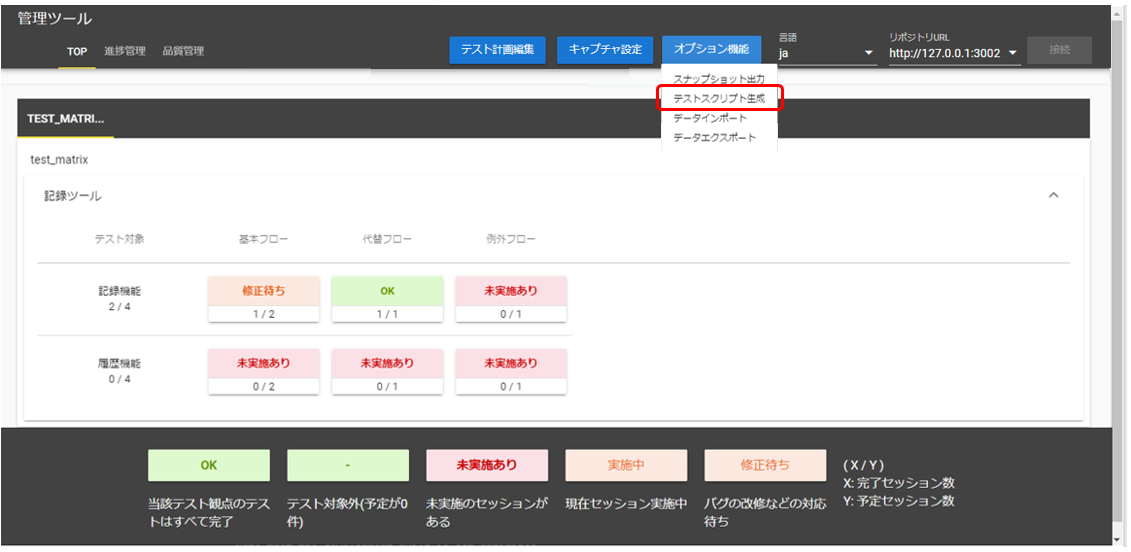 管理ツール
TOP 進捗管理 品質管理
テスト計画編集 キャプチャ設定 オプション機能
言語
ja
リポジトリURL
http://127.0.0.1:3002
接続
スナップショット出力
テストスクリプト生成
データインポート
データエクスポート
TEST_MATRI...
test_matrix
記録ツール
テスト対象 基本フロー 代替フロー 例外フロー
記録機能
2 / 4
修正待ち
1 / 2
OK
1 / 1
未実施あり
0 / 1
履歴機能
0 / 4
未実施あり
0 / 2
未実施あり
0 / 1
未実施あり
0 / 1
OK
当該テスト観点のテス
トはすべて完了
-
テスト対象外(予定が0
件)
未実施あり
未実施のセッションが
ある
実施中
現在セッション実施中
修正待ち
バグの改修などの対応
待ち
(X / Y)
X: 完了セッション数
Y: 予定セッション数